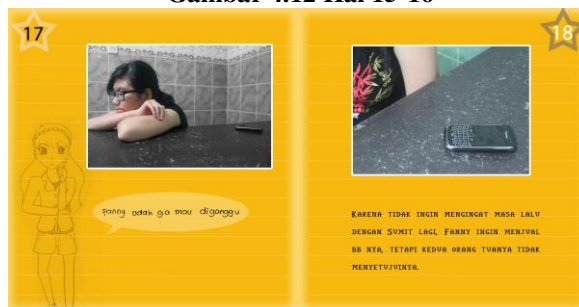 Gambar 4.12 Hal 15-16
17
18
Fanny adah ga mau diganggu
KARENA TIDAK INGIN MENGINGAT MASA LALU
DENGAN SUMIT LAGI, FANNY INGIN MENJUAL
BB NYA, TETAPI KEDUA ORANG TUANYA TIDAK
MENYETUJUINYA.